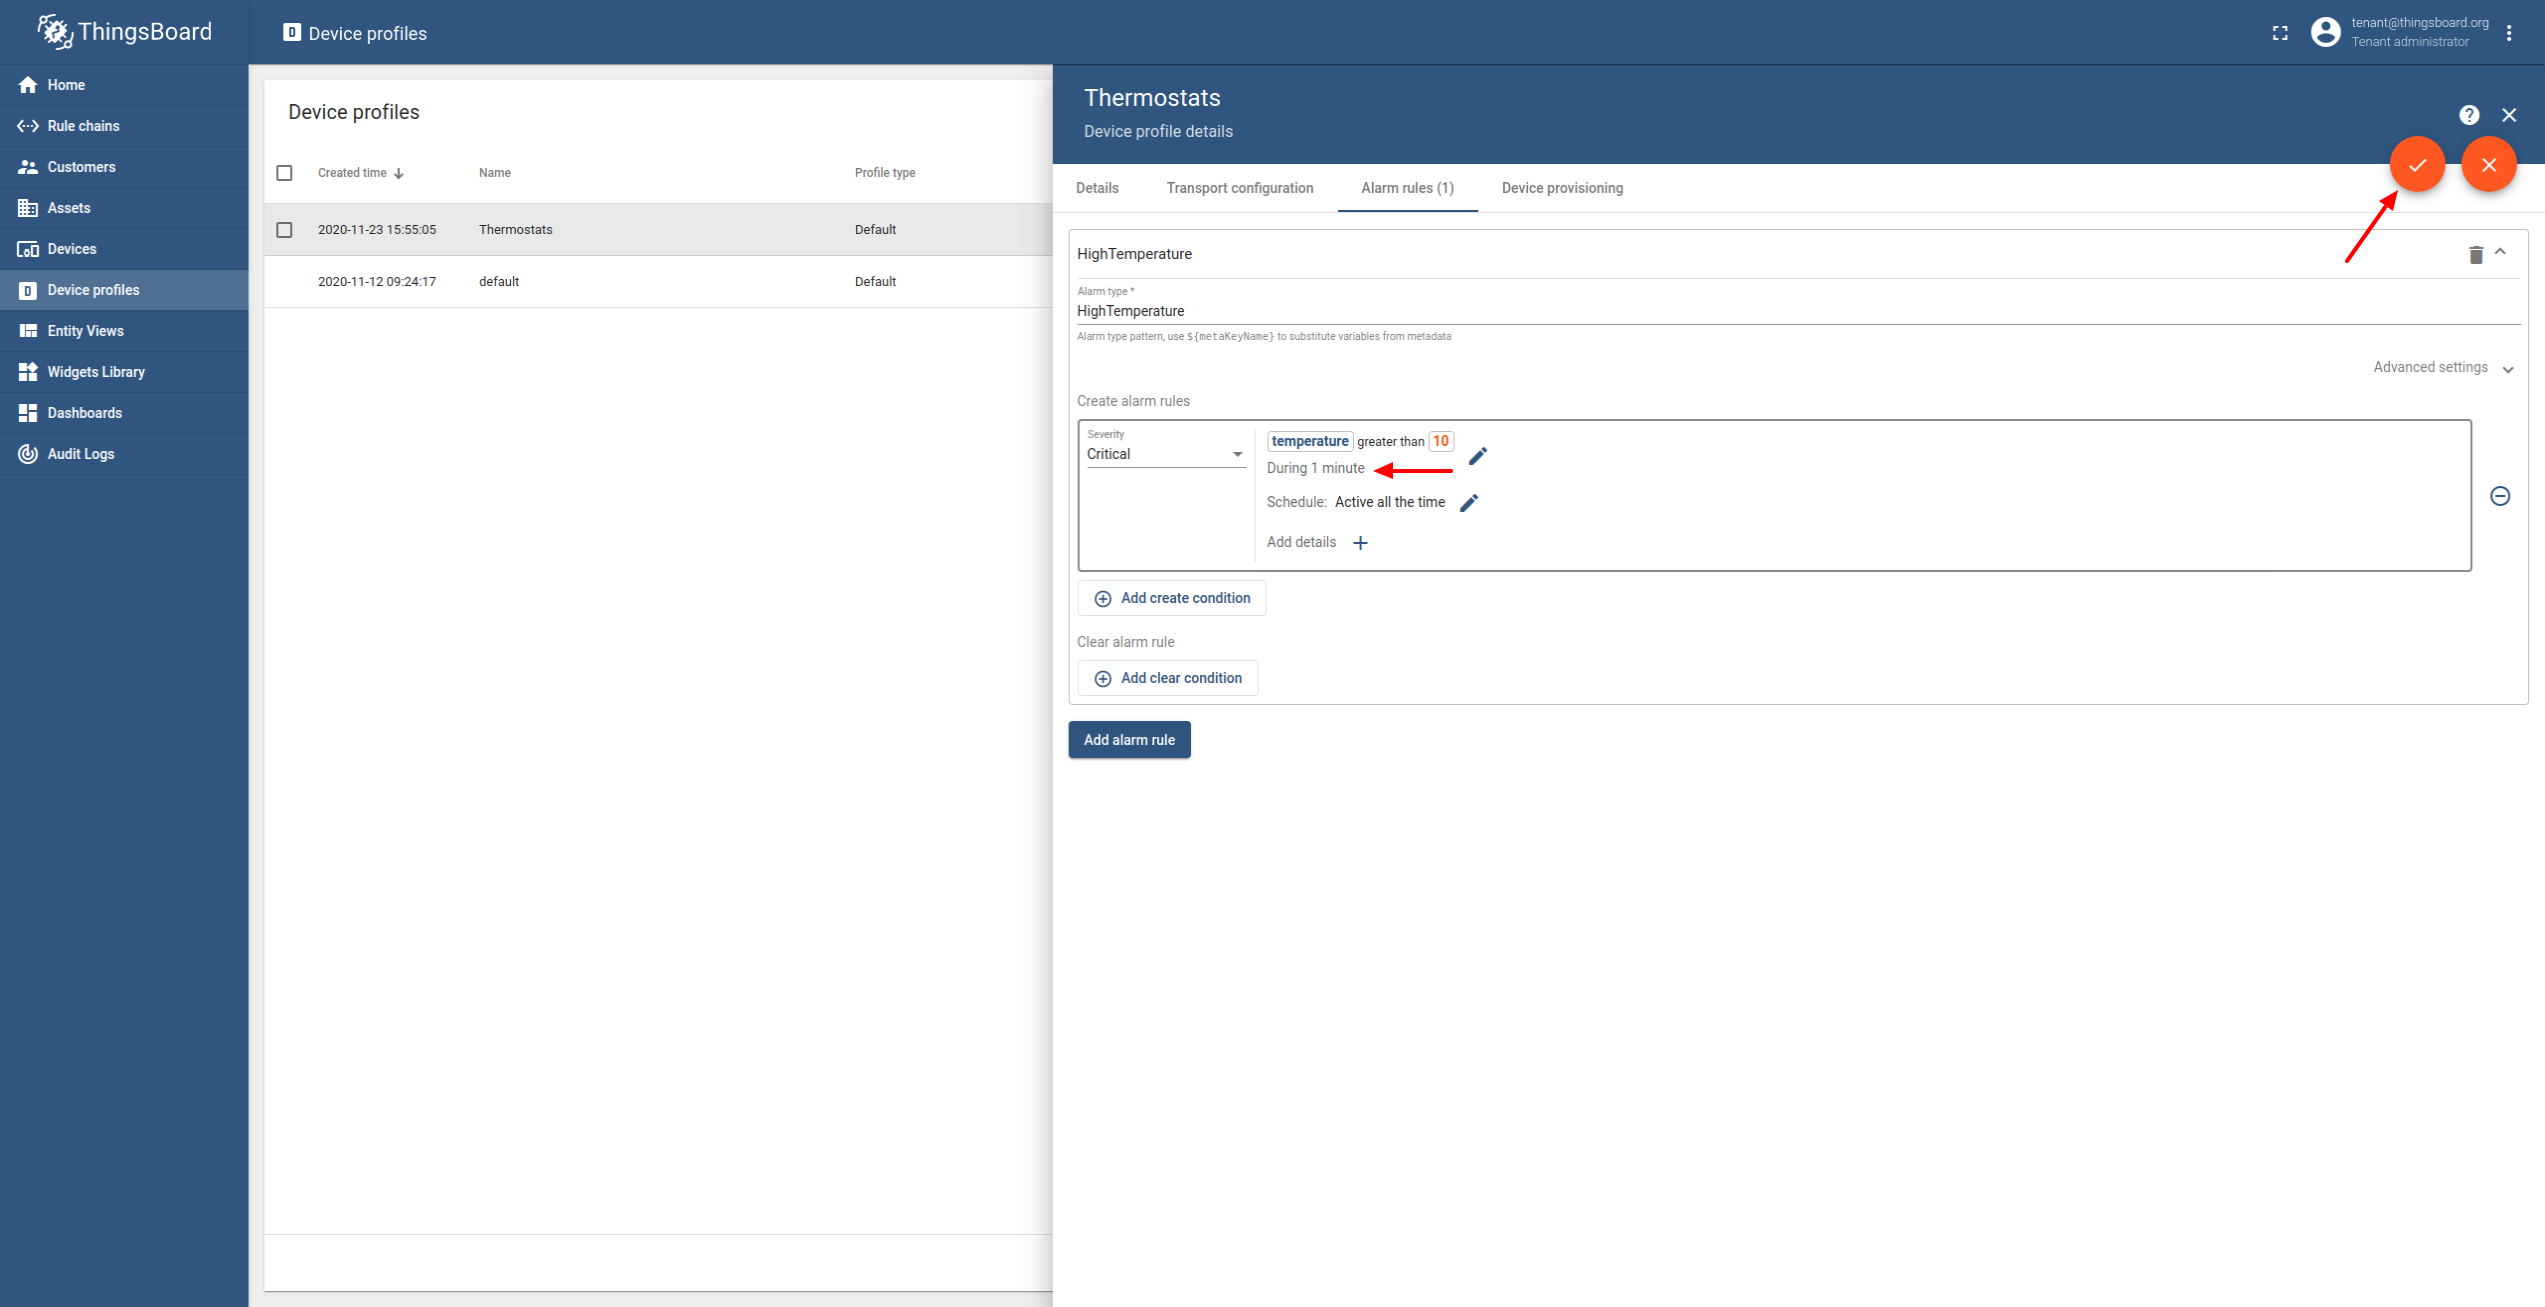 ThingsBoard
Device profiles
tenant@thingsboard.org
Tenant administrator
Home
Rule chains
Customers
Assets
Devices
Device profiles
Entity Views
Widgets Library
Dashboards
Audit Logs
Device profiles
Created time
Name
Profile type
2020-11-23 15:55:05
Thermostats
Default
2020-11-12 09:24:17
default
Default
Thermostats
Device profile details
Details
Transport configuration
Alarm rules (1)
Device provisioning
HighTemperature
Alarm type *
HighTemperature
Alarm type pattern, use ${metaKeyName} to substitute variables from metadata
Advanced settings
Create alarm rules
Severity
Critical
temperature greater than 10
During 1 minute
Schedule: Active all the time
Add details
Add create condition
Clear alarm rule
Add clear condition
Add alarm rule